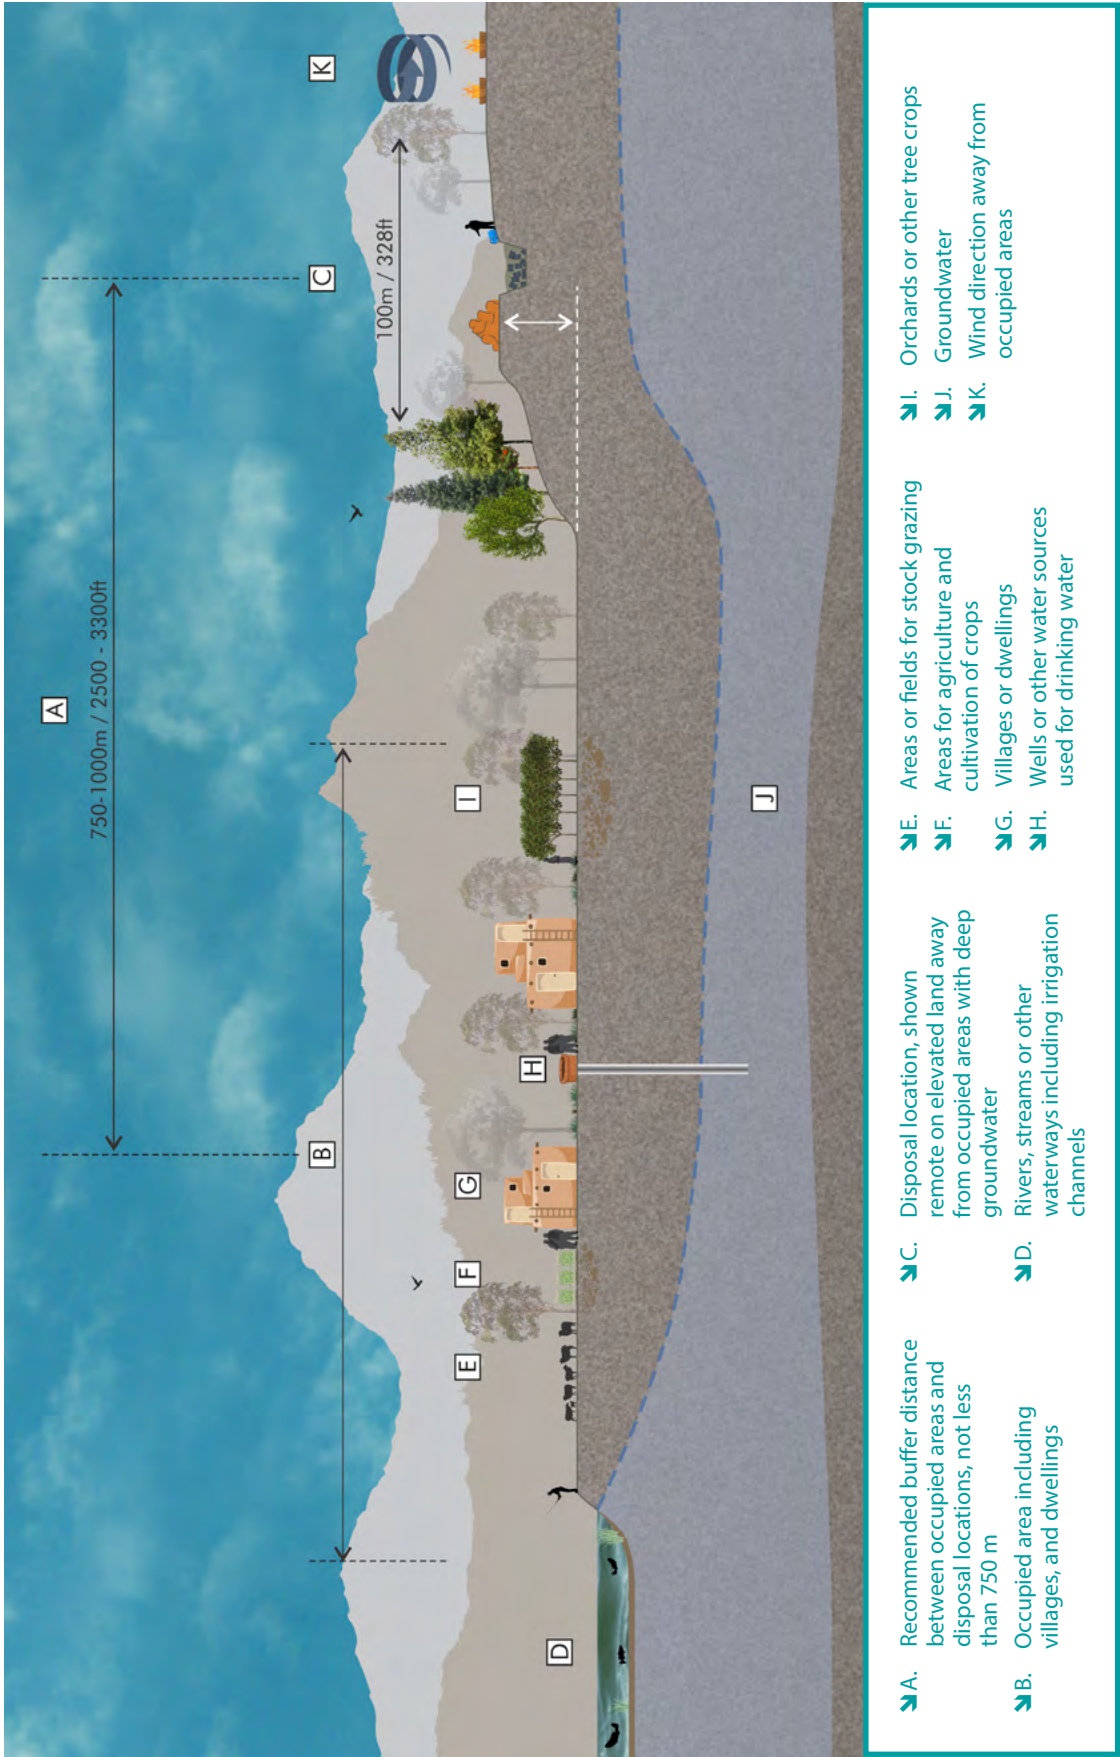 A
750-1000m / 2500 - 3300ft
B
C
K
100m / 328ft
E
F
G
I
D
H
J
A. Recommended buffer distance
between occupied areas and
disposal locations, not less
than 750 m
B. Occupied area including
villages, and dwellings
C. Disposal location, shown
remote on elevated land away
from occupied areas with deep
groundwater
D. Rivers, streams or other
waterways including irrigation
channels
E. Areas or fields for stock grazing
F. Areas for agriculture and
cultivation of crops
G. Villages or dwellings
H. Wells or other water sources
used for drinking water
I. Orchards or other tree crops
J. Groundwater
K. Wind direction away from
occupied areas